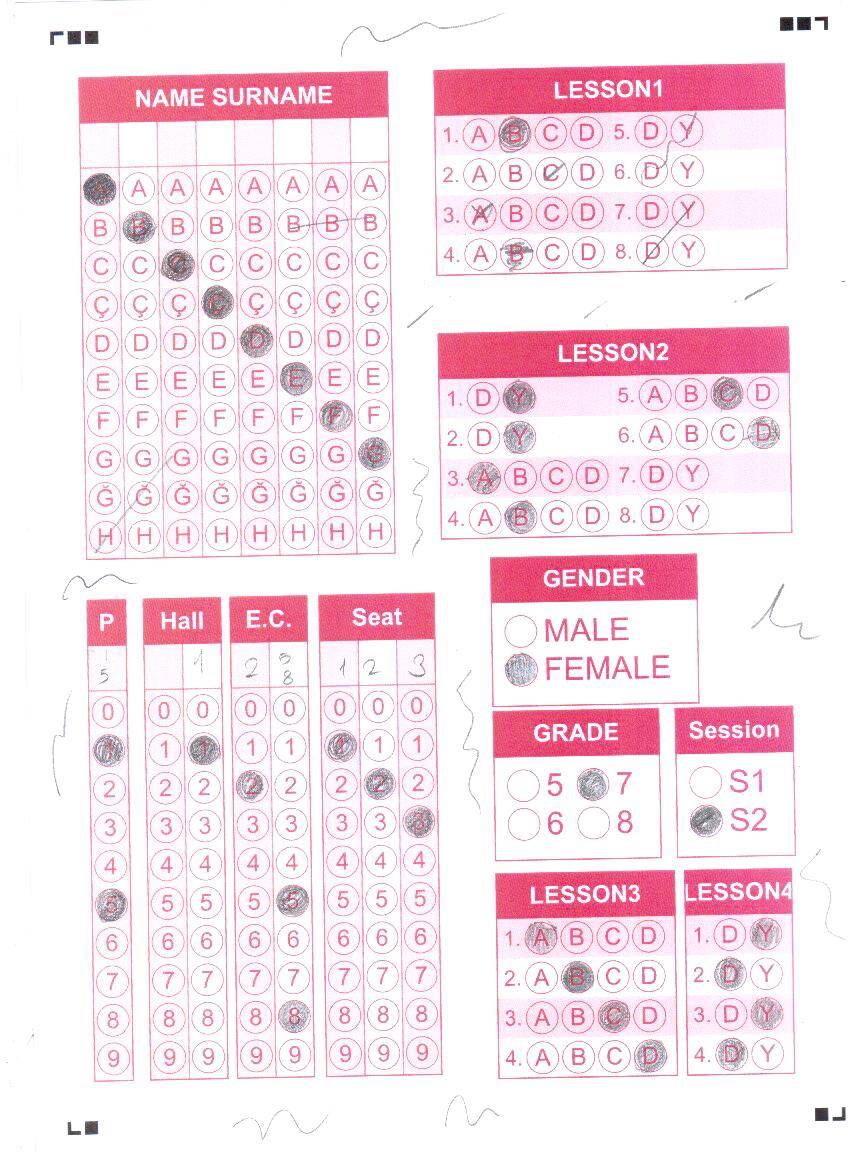 NAME SURNAME
A A A A A A A A
B B B B B B B B
C C C C C C C C
Ç Ç Ç Ç Ç Ç Ç Ç
D D D D D D D D
E E E E E E E E
F F F F F F F F
G G G G G G G G
Ğ Ğ Ğ Ğ Ğ Ğ Ğ Ğ
H H H H H H H H
LESSON1
1. A B C D 5. D Y
2. A B C D 6. D Y
3. A B C D 7. D Y
4. A B C D 8. D Y
LESSON2
1. D Y 5. A B C D
2. D Y 6. A B C D
3. A B C D 7. D Y
4. A B C D 8. D Y
P Hall E.C. Seat
1 5 1 2 5 8 1 2 3
0 0 0 0 0 0 0 0
1 1 1 1 1 1 1 1
2 2 2 2 2 2 2 2
3 3 3 3 3 3 3 3
4 4 4 4 4 4 4 4
5 5 5 5 5 5 5 5
6 6 6 6 6 6 6 6
7 7 7 7 7 7 7 7
8 8 8 8 8 8 8 8
9 9 9 9 9 9 9 9
GENDER
MALE
FEMALE
GRADE
5 7
6 8
Session
S1
S2
LESSON3
1. A B C D
2. A B C D
3. A B C D
4. A B C D
LESSON4
1. D Y
2. D Y
3. D Y
4. D Y